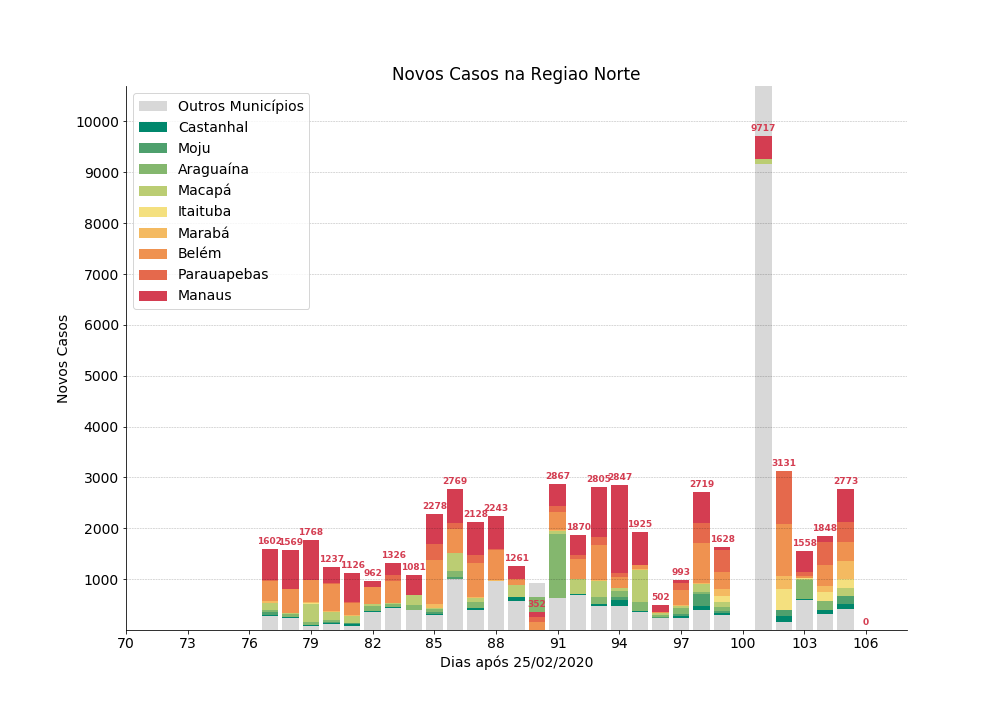 Novos Casos na Regiao Norte
Outros Municípios
Castanhal
Moju
Araguaína
Macapá
Itaituba
Marabá
Belém
Parauapebas
Manaus
10000
9000
8000
7000
6000
5000
4000
3000
2000
1000
Novos Casos
1602
1569
1768
1237
1126
962
1326
1081
2278
2769
2128
2243
1261
352
2867
1870
2805
2847
1925
502
993
2719
1628
9717
3131
1558
1848
2773
0
70 73 76 79 82 85 88 91 94 97 100 103 106
Dias após 25/02/2020